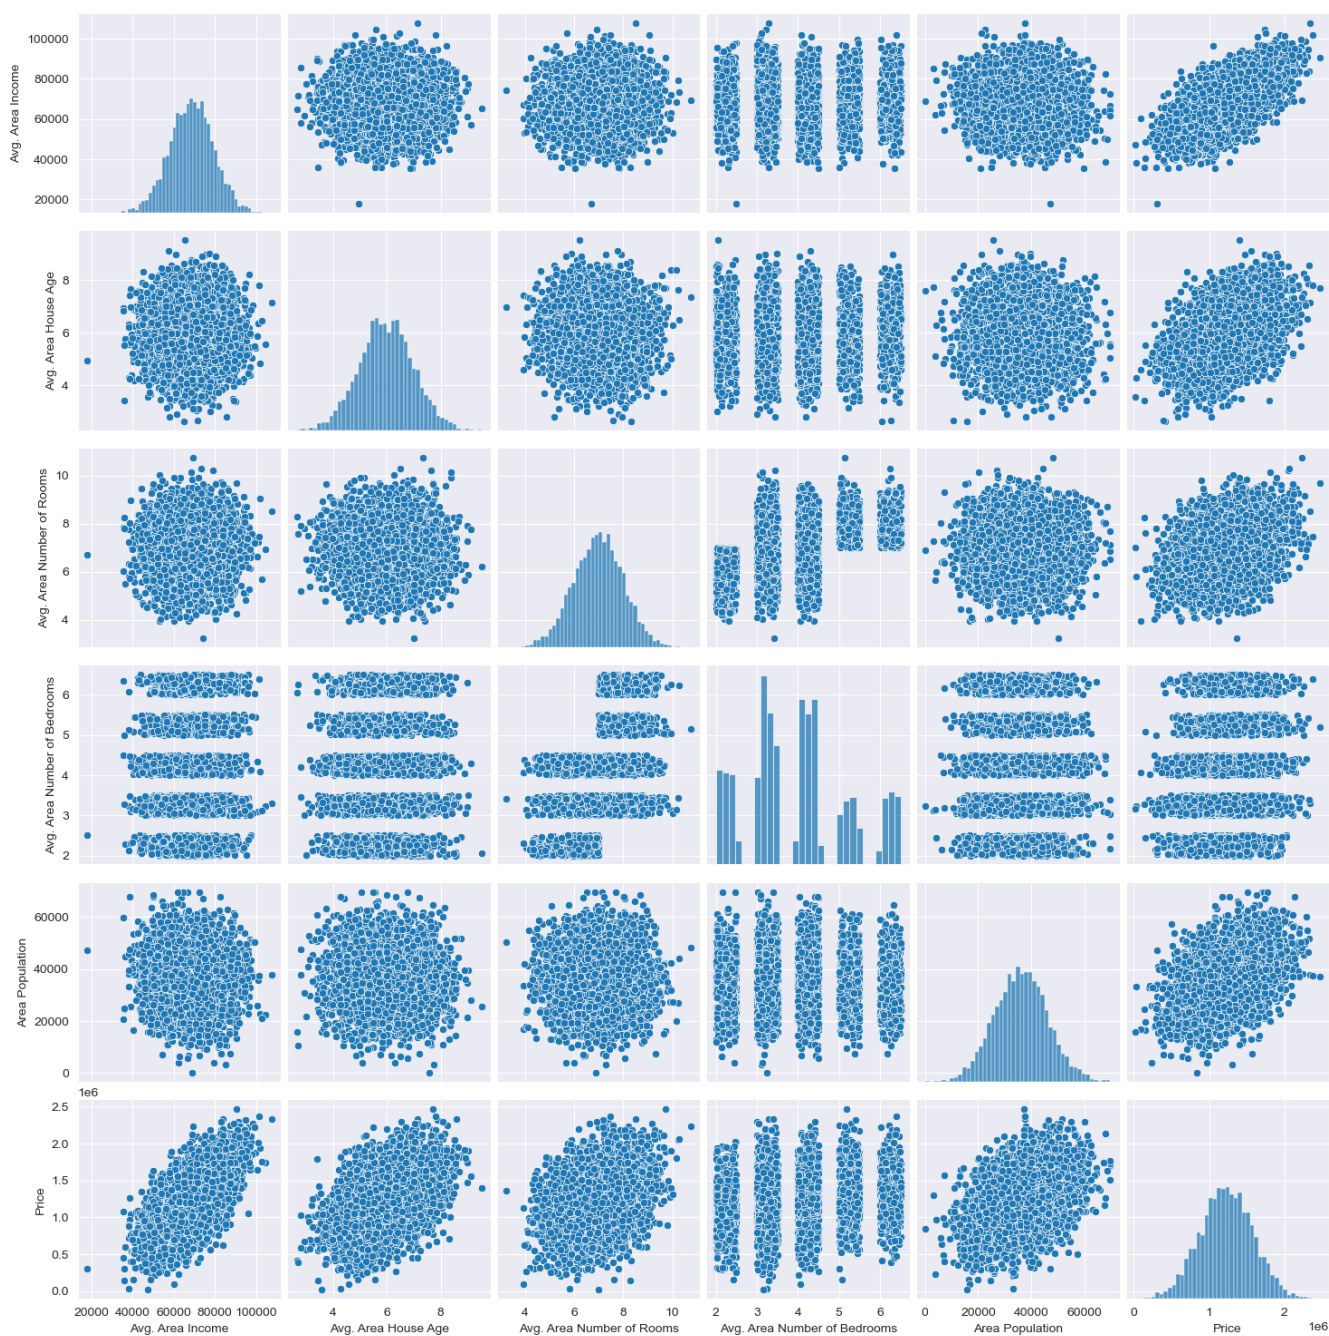 100000
80000
60000
40000
20000
Avg. Area Income
8
6
4
Avg. Area House Age
10
8
6
4
Avg. Area Number of Rooms
6
5
4
3
2
Avg. Area Number of Bedrooms
60000
40000
20000
0
Area Population
1e6
2.5
2.0
1.5
1.0
0.5
0.0
Price
20000 40000 60000 80000 100000 4 6 8 4 6 8 10 2 3 4 5 6 0 20000 40000 60000 0 1 2
1e6
Avg. Area Income Avg. Area House Age Avg. Area Number of Rooms Avg. Area Number of Bedrooms Area Population Price